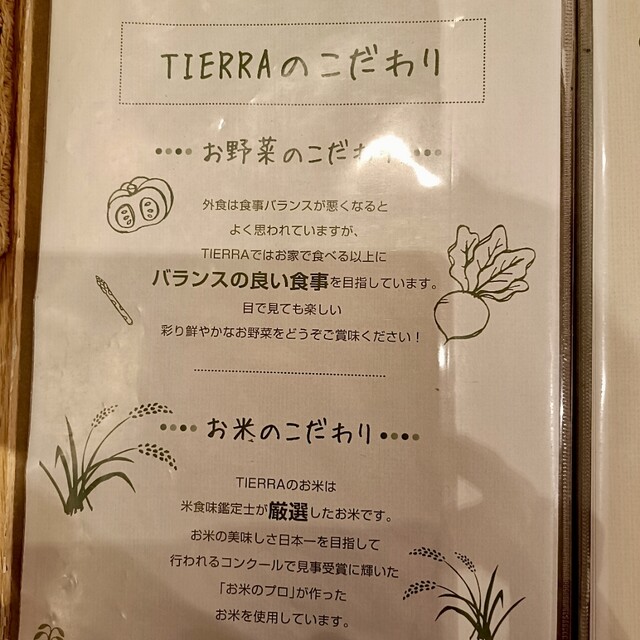 TIERRAのこだわり
お野菜のこだわり
外食は食事バランスが悪くなると
よく思われていますが、
TIERRAではお家で食べる以上に
バランスの良い食事を目指しています。
目で見ても楽しい
彩り鮮やかなお野菜をどうぞご賞味ください！
お米のこだわり
TIERRAのお米は
米食味鑑定士が厳選したお米です。
お米の美味しさ日本一を目指して
行われるコンクールで見事受賞に輝いた
「お米のプロ」が作った
お米を使用しています。